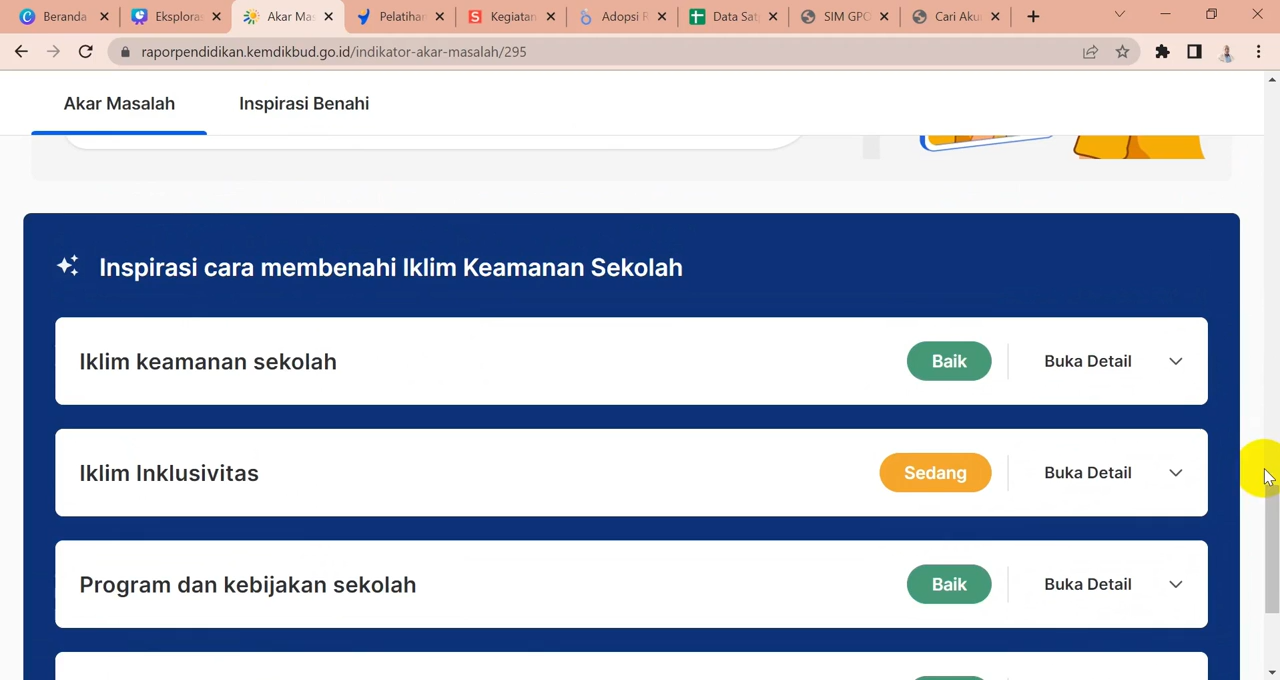 Beranda
Eksplora
Akar Ma
Pelatihan
Kegiatan
Adopsi
Data Sat
SIM GPO
Cari Aku
raporpendidikan.kemdikbud.go.id/indikator-akar-masalah/295
Akar Masalah
Inspirasi Benahi
Inspirasi cara membenahi Iklim Keamanan Sekolah
Iklim keamanan sekolah
Baik
Buka Detail
Iklim Inklusivitas
Sedang
Buka Detail
Program dan kebijakan sekolah
Baik
Buka Detail